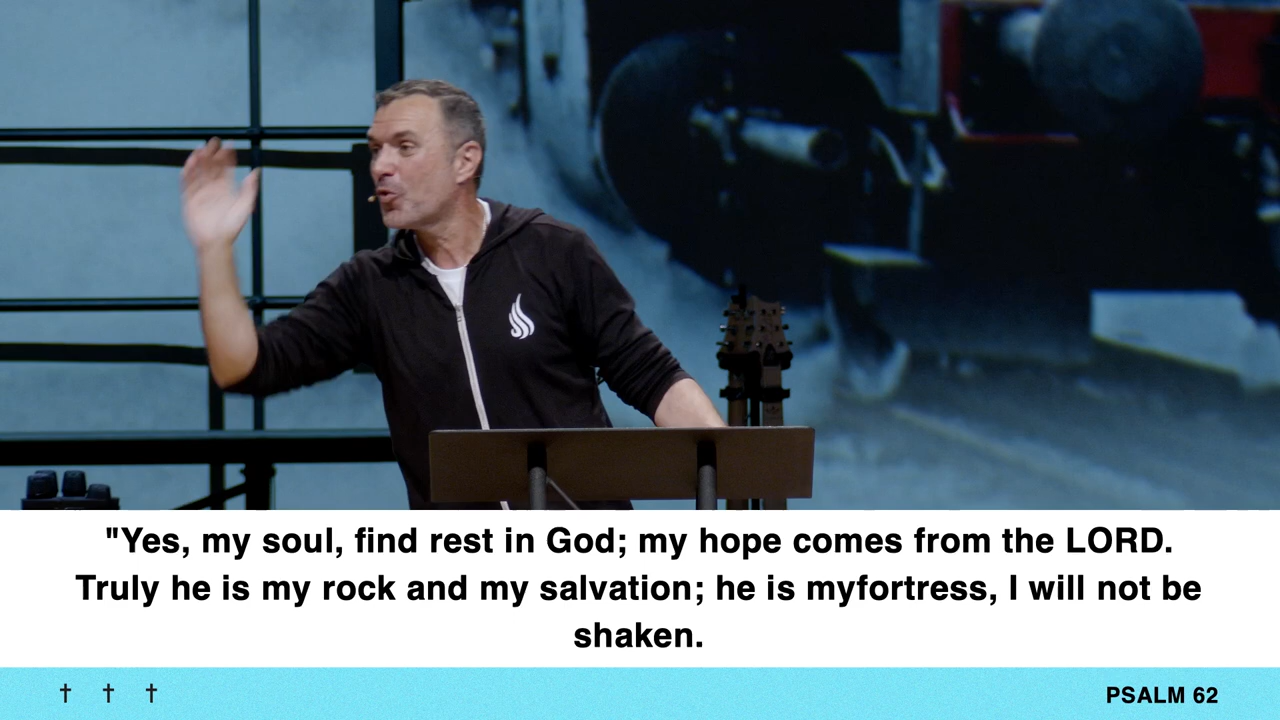 "Yes, my soul, find rest in God; my hope comes from the LORD.
Truly he is my rock and my salvation; he is myfortress, I will not be
shaken.
† † †
PSALM 62